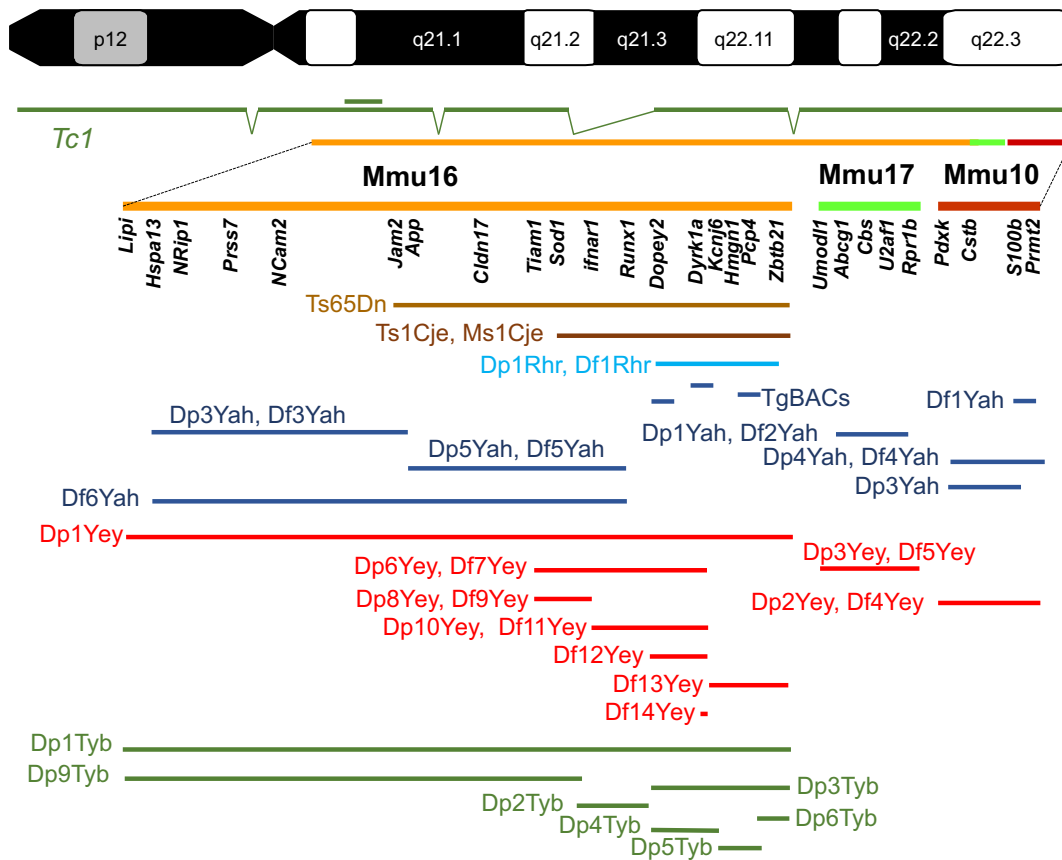 p12 q21.1 q21.2 q21.3 q22.11 q22.2 q22.3
Tc1
Mmu16 Mmu17 Mmu10
Lipi Hspa13 NRip1 Prss7 NCam2 Jam2 App Cldn17 Tiam1 Sod1 ifnar1 Runx1 Dopey2 Dyrk1a Kcnj6 Hmgn1 Pcp4 Zbtb21 Umodl1 Abcg1 Cbs U2af1 Rpr1b Pdxk Cstb S100b Prmt2
Ts65Dn
Ts1Cje, Ms1Cje
Dp1Rhr, Df1Rhr
TgBACs Df1Yah
Dp3Yah, Df3Yah
Dp1Yah, Df2Yah
Dp5Yah, Df5Yah
Dp4Yah, Df4Yah
Dp3Yah
Df6Yah
Dp1Yey
Dp3Yey, Df5Yey
Dp6Yey, Df7Yey
Dp8Yey, Df9Yey
Dp2Yey, Df4Yey
Dp10Yey, Df11Yey
Df12Yey
Df13Yey
Df14Yey
Dp1Tyb
Dp9Tyb
Dp3Tyb
Dp2Tyb
Dp6Tyb
Dp4Tyb
Dp5Tyb